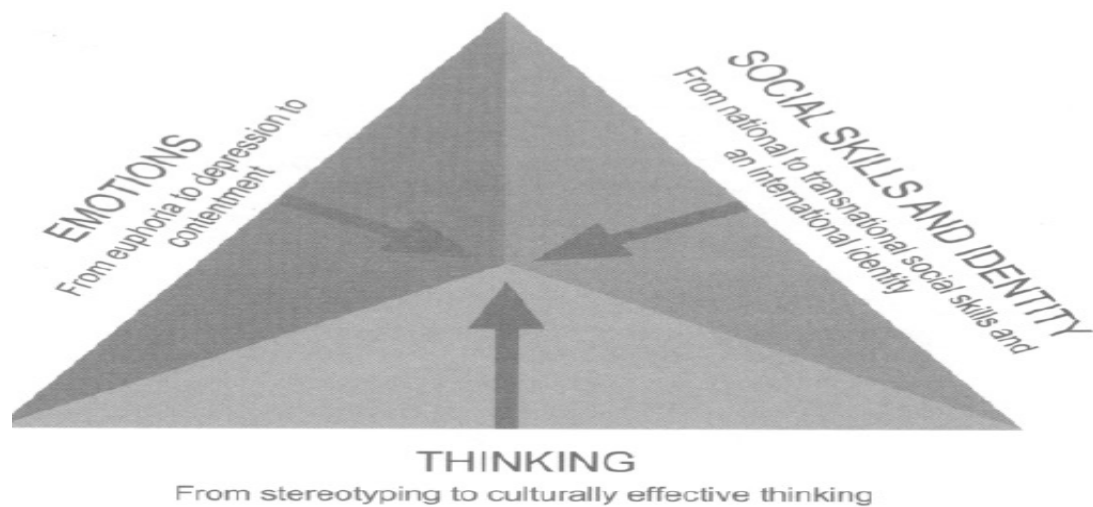 EMOTIONS
From euphoria to depression to
contentment
SOCIAL SKILLS AND IDENTITY
From national to transnational social skills and
an international identity
THINKING
From stereotyping to culturally effective thinking